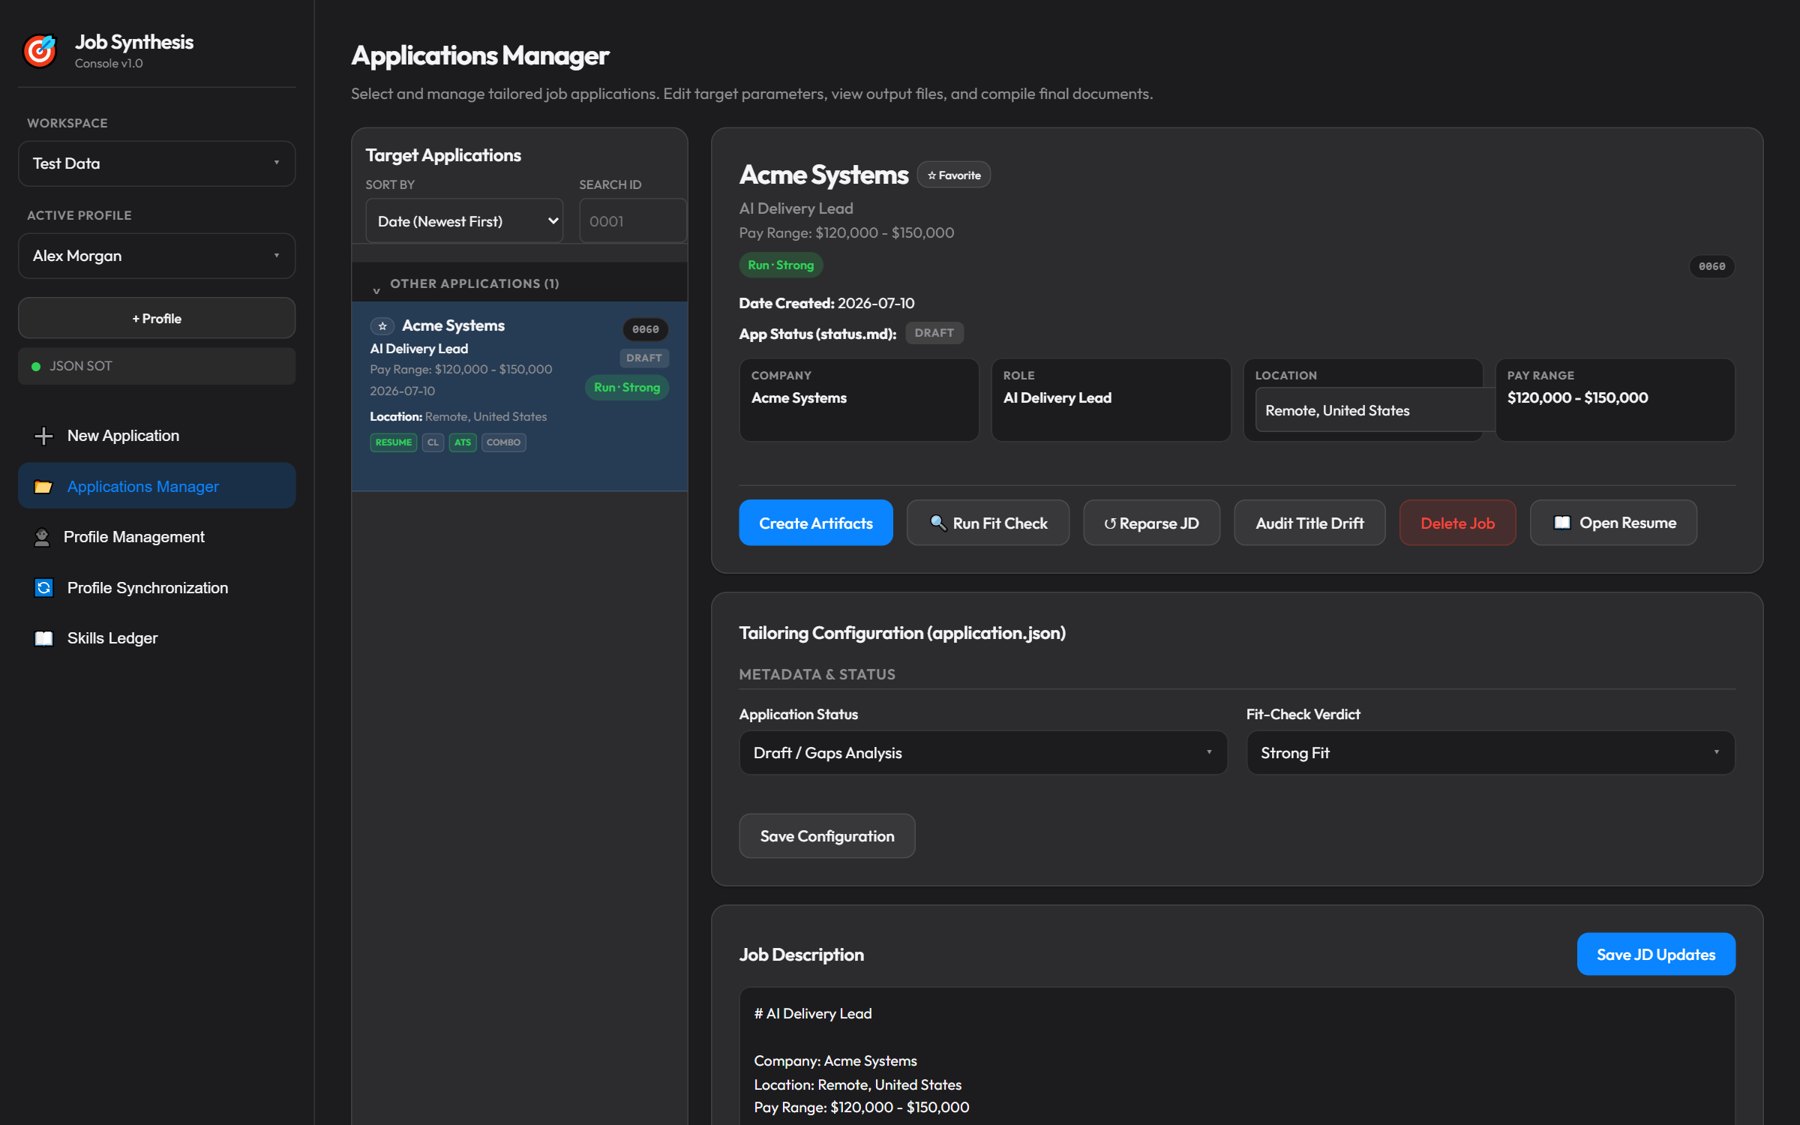 Job Synthesis
Console v1.0
WORKSPACE
Test Data
ACTIVE PROFILE
Alex Morgan
+ Profile
JSON SOT
New Application
Applications Manager
Profile Management
Profile Synchronization
Skills Ledger
Applications Manager
Select and manage tailored job applications. Edit target parameters, view output files, and compile final documents.
Target Applications
SORT BY
SEARCH ID
Date (Newest First)
0001
OTHER APPLICATIONS (1)
☆ Acme Systems
0060
AI Delivery Lead
DRAFT
Pay Range: $120,000 - $150,000
2026-07-10
Run · Strong
Location: Remote, United States
RESUME CL ATS COMBO
Acme Systems
☆ Favorite
AI Delivery Lead
Pay Range: $120,000 - $150,000
Run · Strong
0060
Date Created: 2026-07-10
App Status (status.md): DRAFT
COMPANY
Acme Systems
ROLE
AI Delivery Lead
LOCATION
Remote, United States
PAY RANGE
$120,000 - $150,000
Create Artifacts
Run Fit Check
↺ Reparse JD
Audit Title Drift
Delete Job
Open Resume
Tailoring Configuration (application.json)
METADATA & STATUS
Application Status
Draft / Gaps Analysis
Fit-Check Verdict
Strong Fit
Save Configuration
Job Description
Save JD Updates
# AI Delivery Lead
Company: Acme Systems
Location: Remote, United States
Pay Range: $120,000 - $150,000